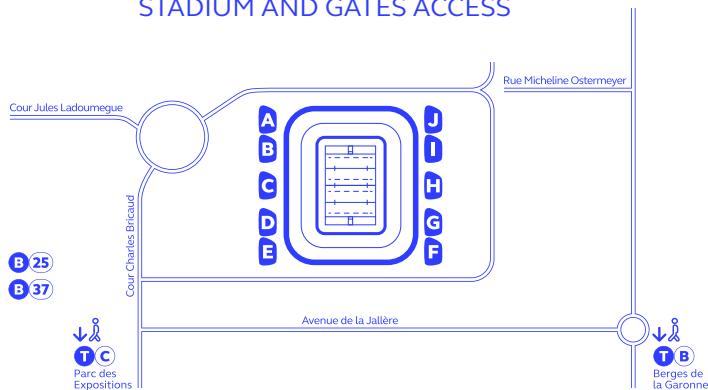 STADIUM AND GATES ACCESS
Rue Micheline Ostermeyer
Cour Jules Ladoumegue
A
B
C
D
E
J
I
H
G
F
Cour Charles Bricaud
B 25
B 37
Avenue de la Jallère
T C
Parc des
Expositions
T B
Berges de
la Garonne